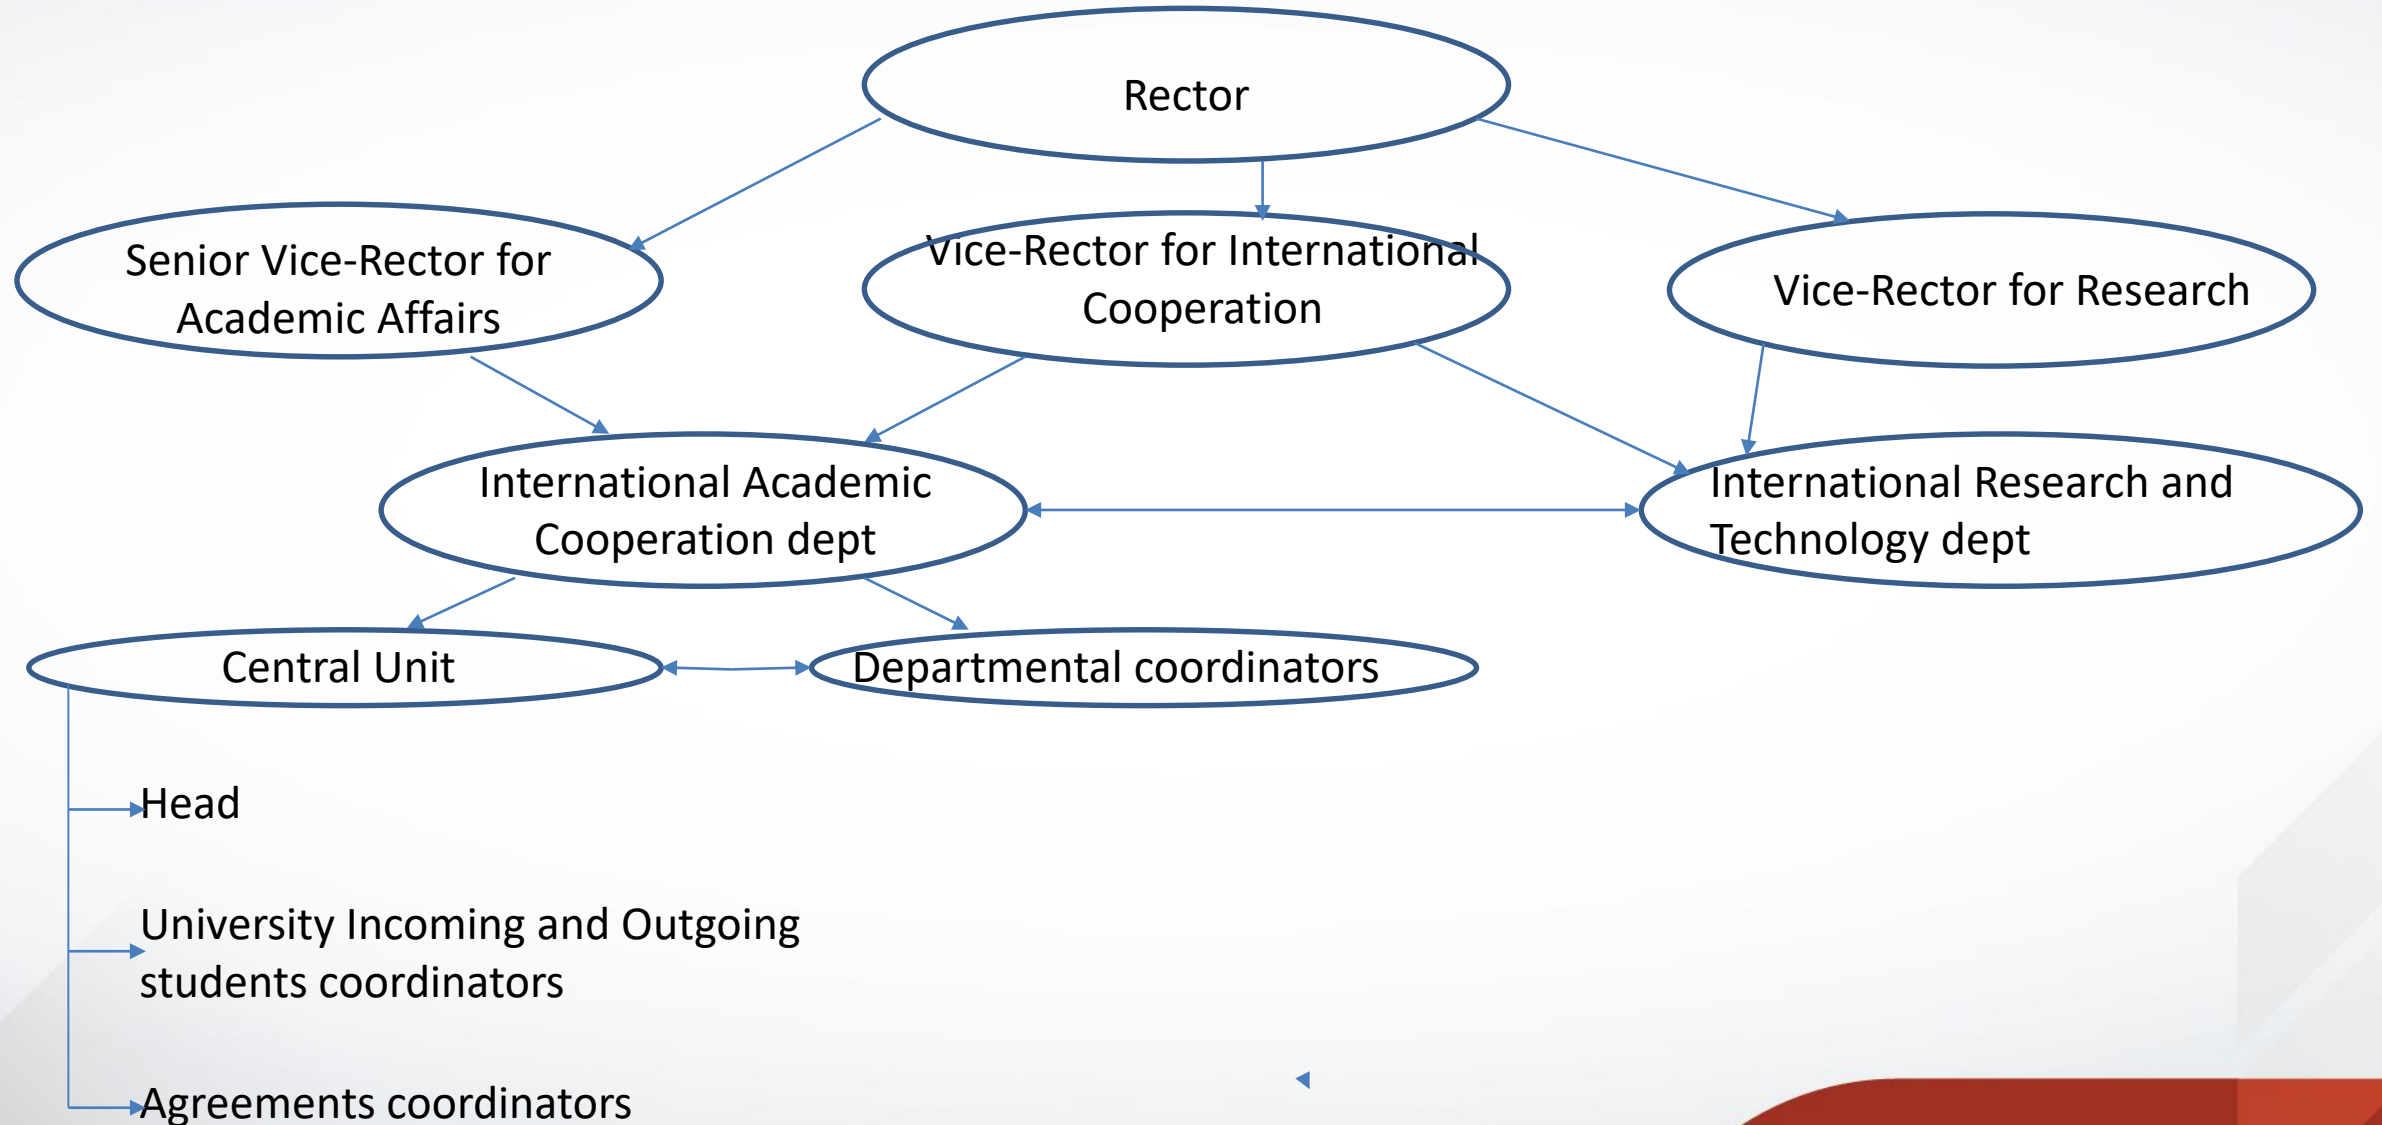 Rector
Senior Vice-Rector for
Academic Affairs
Vice-Rector for International
Cooperation
Vice-Rector for Research
International Academic
Cooperation dept
International Research and
Technology dept
Central Unit
Departmental coordinators
Head
University Incoming and Outgoing
students coordinators
Agreements coordinators